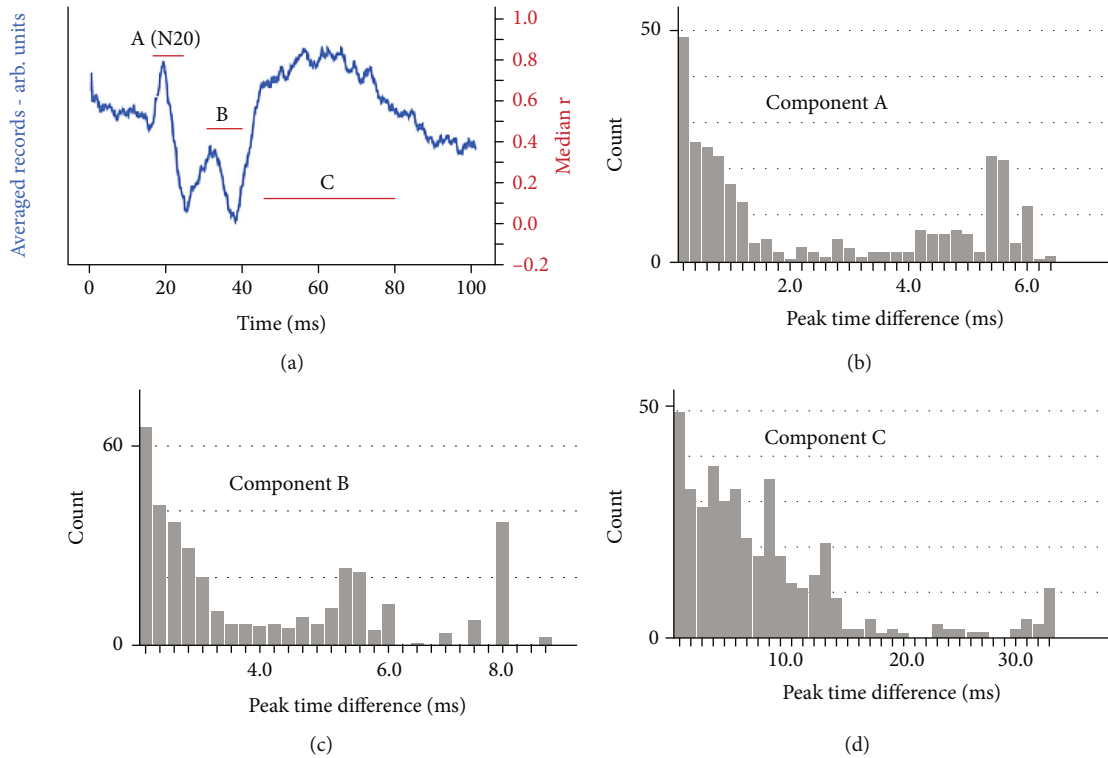 Averaged records - arb. units
A (N20)
B
C
1.0
0.8
0.6
0.4
0.2
0.0
–0.2
Median r
0 20 40 60 80 100
Time (ms)
(a)
50
0
Count
Component A
2.0 4.0 6.0
Peak time difference (ms)
(b)
60
0
Count
Component B
4.0 6.0 8.0
Peak time difference (ms)
(c)
50
0
Count
Component C
10.0 20.0 30.0
Peak time difference (ms)
(d)